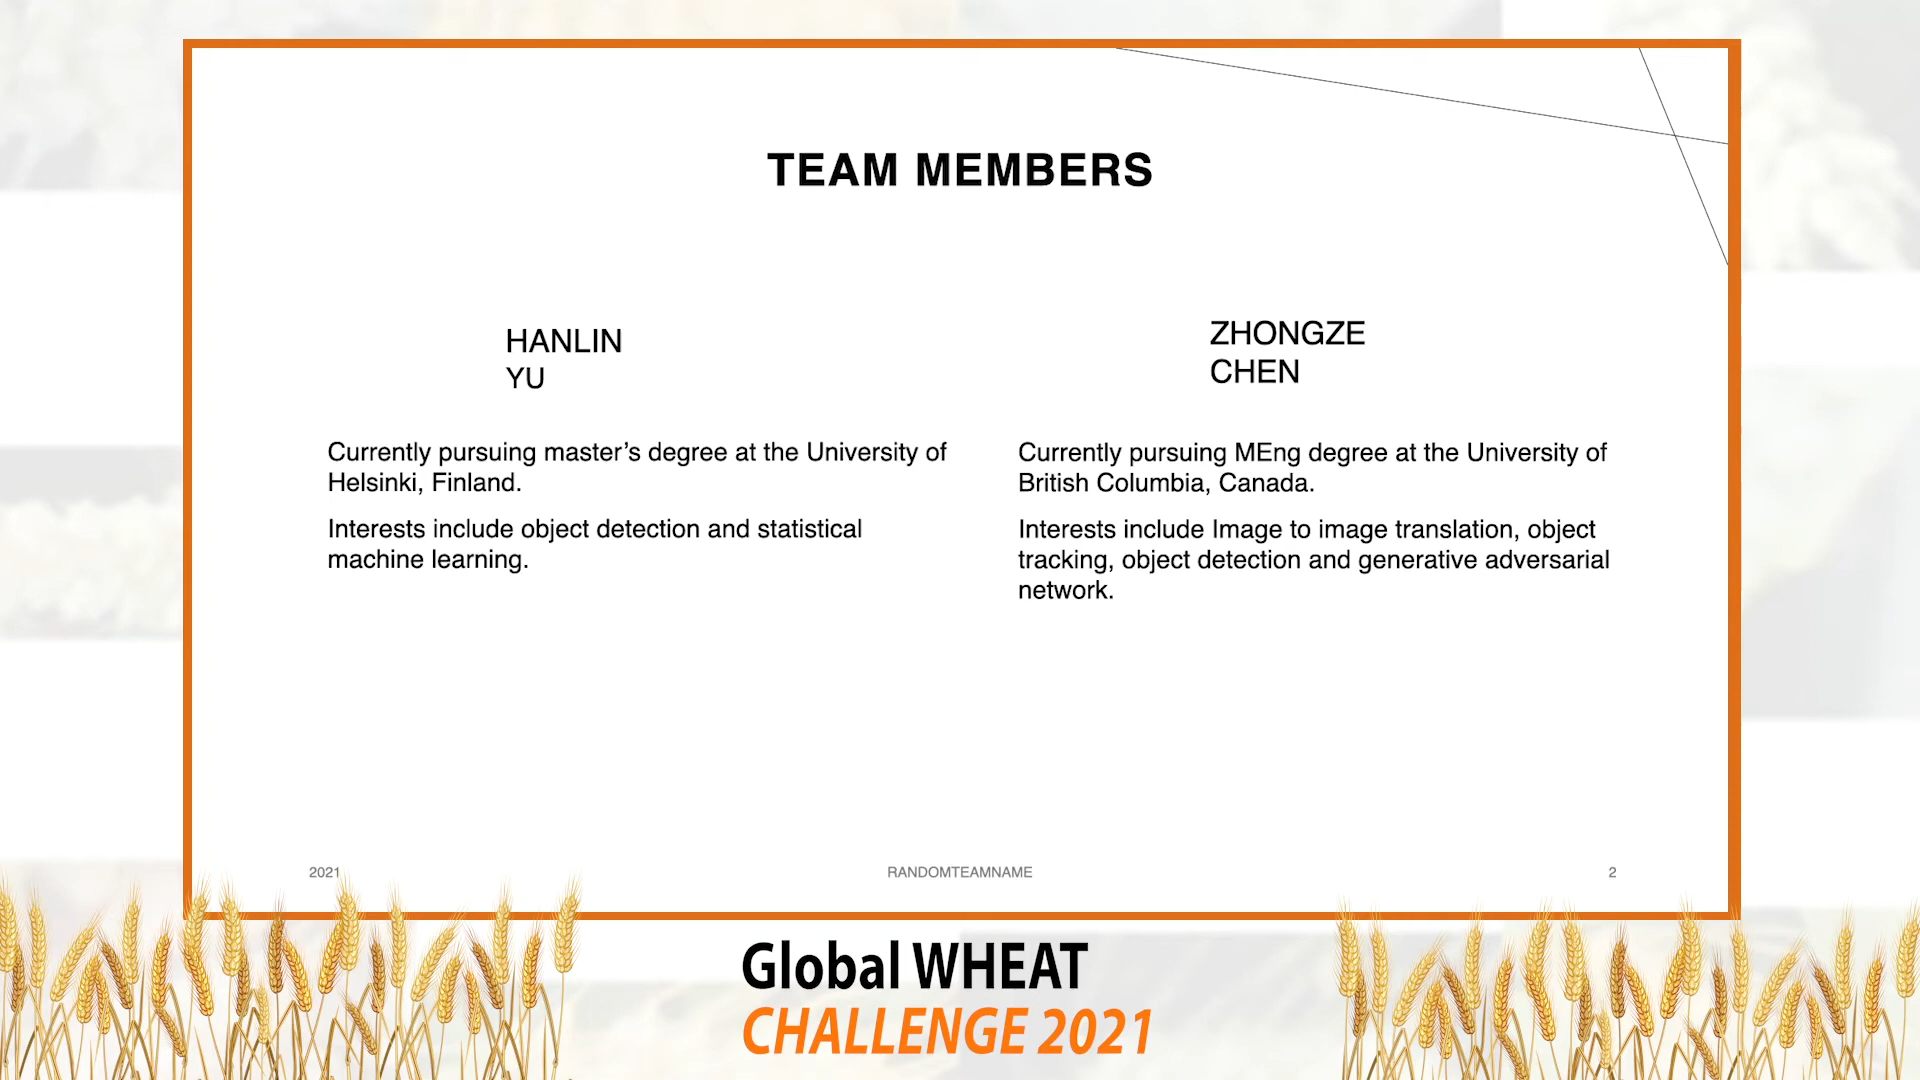 TEAM MEMBERS
HANLIN
YU
Currently pursuing master’s degree at the University of
Helsinki, Finland.
Interests include object detection and statistical
machine learning.
ZHONGZE
CHEN
Currently pursuing MEng degree at the University of
British Columbia, Canada.
Interests include Image to image translation, object
tracking, object detection and generative adversarial
network.
2021
RANDOMTEAMNAME
2
Global WHEAT
CHALLENGE 2021